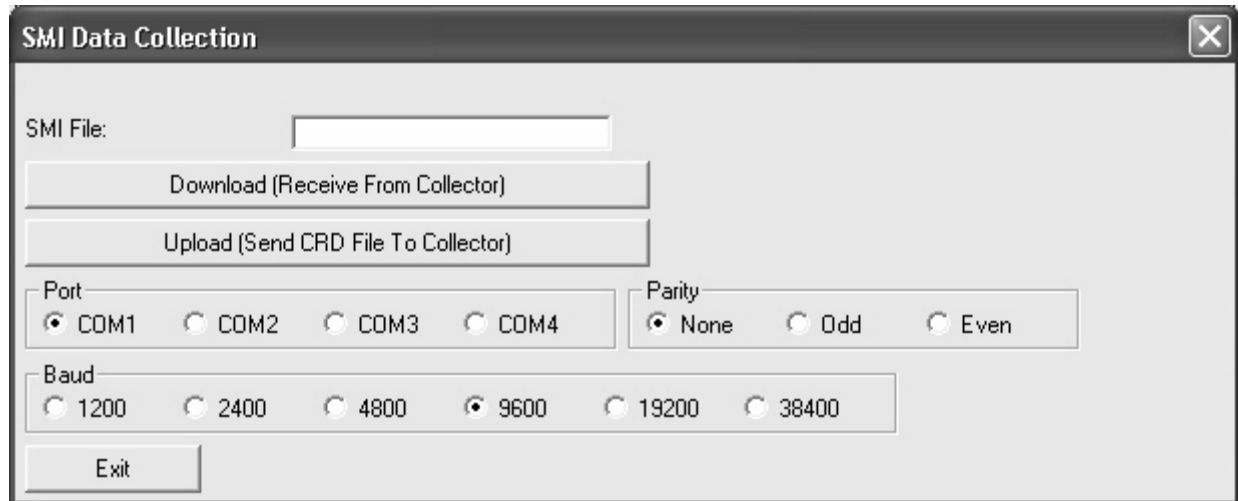 SMI Data Collection
SMI File:
Download (Receive From Collector)
Upload (Send CRD File To Collector)
Port
COM1 COM2 COM3 COM4
Parity
None Odd Even
Baud
1200 2400 4800 9600 19200 38400
Exit